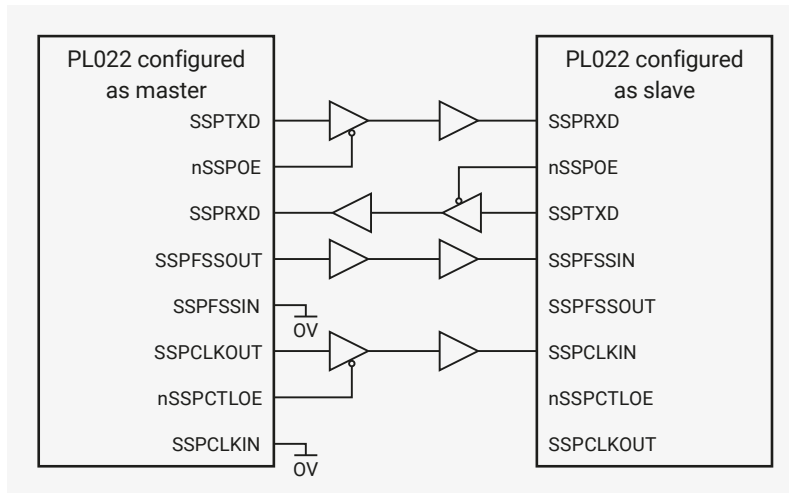 PL022 configured
as master
SSPTXD
nSSPOE
SSPRXD
SSPFSSOUT
SSPFSSIN
0V
SSPCLKOUT
nSSPCTLOE
SSPCLKIN
0V
PL022 configured
as slave
SSPRXD
nSSPOE
SSPTXD
SSPFSSIN
SSPFSSOUT
SSPCLKIN
nSSPCTLOE
SSPCLKOUT